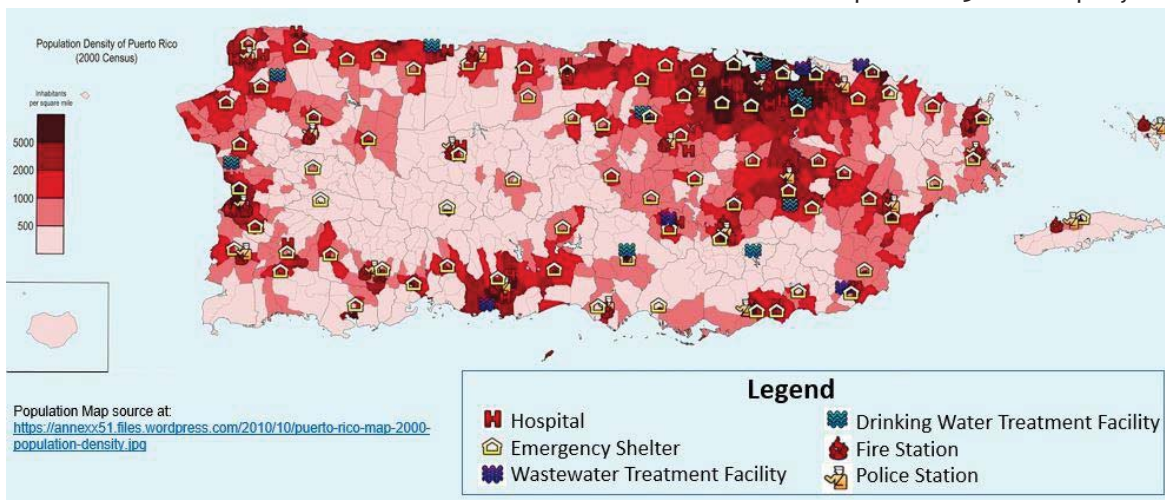 Population Density of Puerto Rico
(2000 Census)
Inhabitants
per square mile
5000
2000
1000
500
Legend
Hospital
Drinking Water Treatment Facility
Emergency Shelter
Fire Station
Wastewater Treatment Facility
Police Station
Population Map source at:
https://annexx51.files.wordpress.com/2010/10/puerto-rico-map-2000-
population-density.jpg